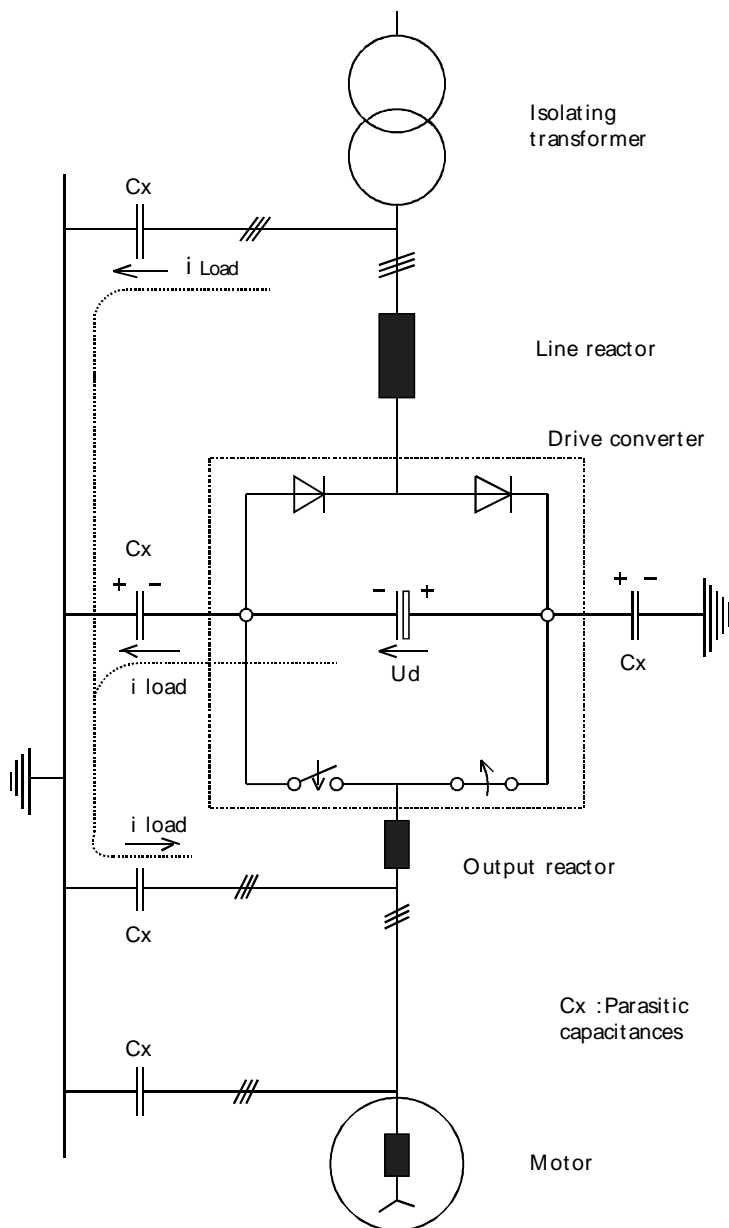 Isolating
transformer
Cx
i Load
Line reactor
Drive converter
Cx
+ -
- +
+ -
Ud
Cx
i load
i load
Output reactor
Cx
Cx : Parasitic
capacitances
Cx
Motor